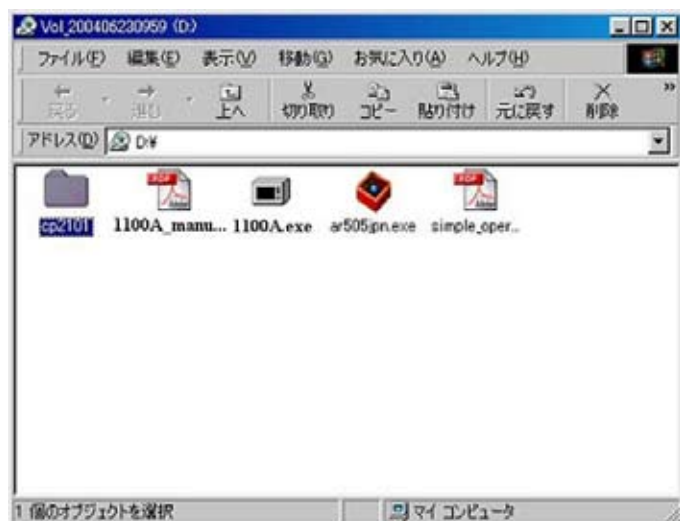 Vol_200406230959 (D:)
ファイル(F) 編集(E) 表示(V) 移動(G) お気に入り(A) ヘルプ(H)
戻る 進む 上へ 切り取り コピー 貼り付け 元に戻す 削除 »
アドレス(D) D:¥
cp2101 1100A_manu... 1100A.exe ar505jpn.exe simple_oper...
1 個のオブジェクトを選択 マイ コンピュータ